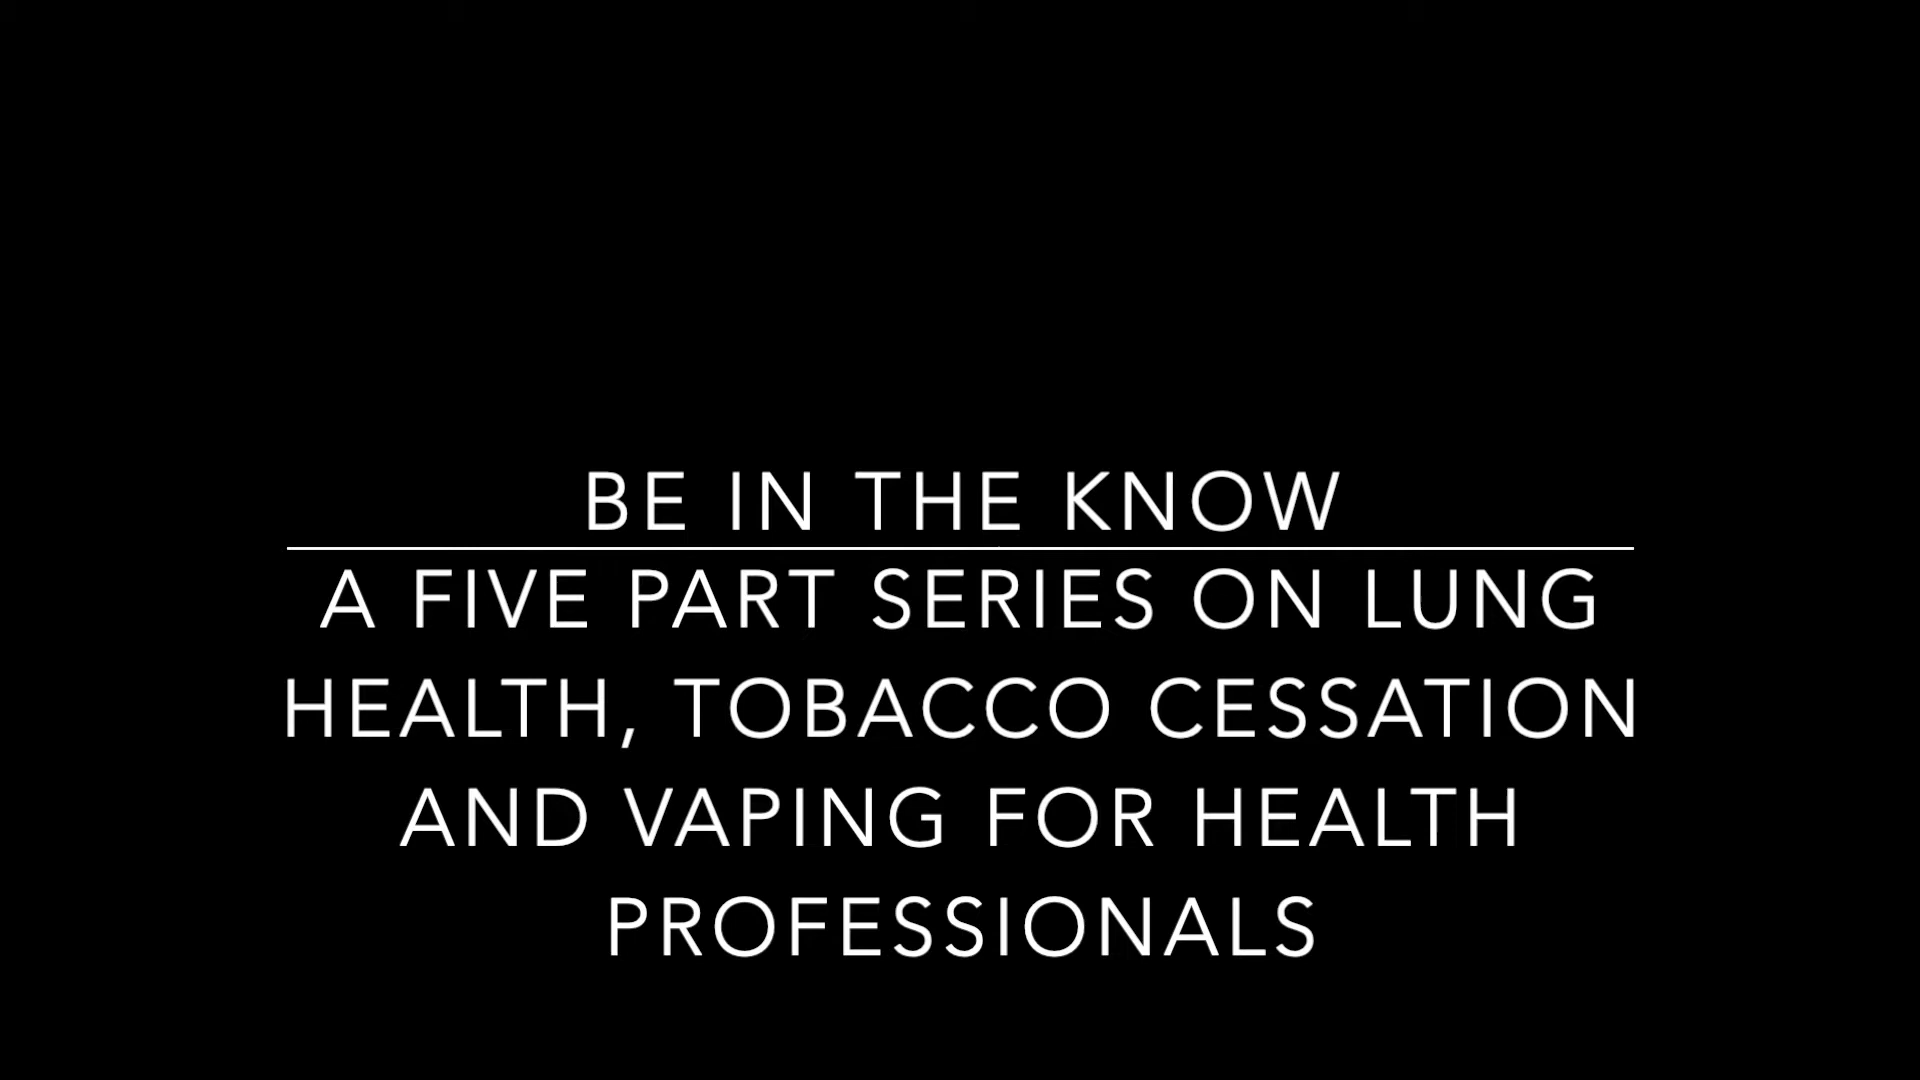 BE IN THE KNOW
A FIVE PART SERIES ON LUNG
HEALTH, TOBACCO CESSATION
AND VAPING FOR HEALTH
PROFESSIONALS